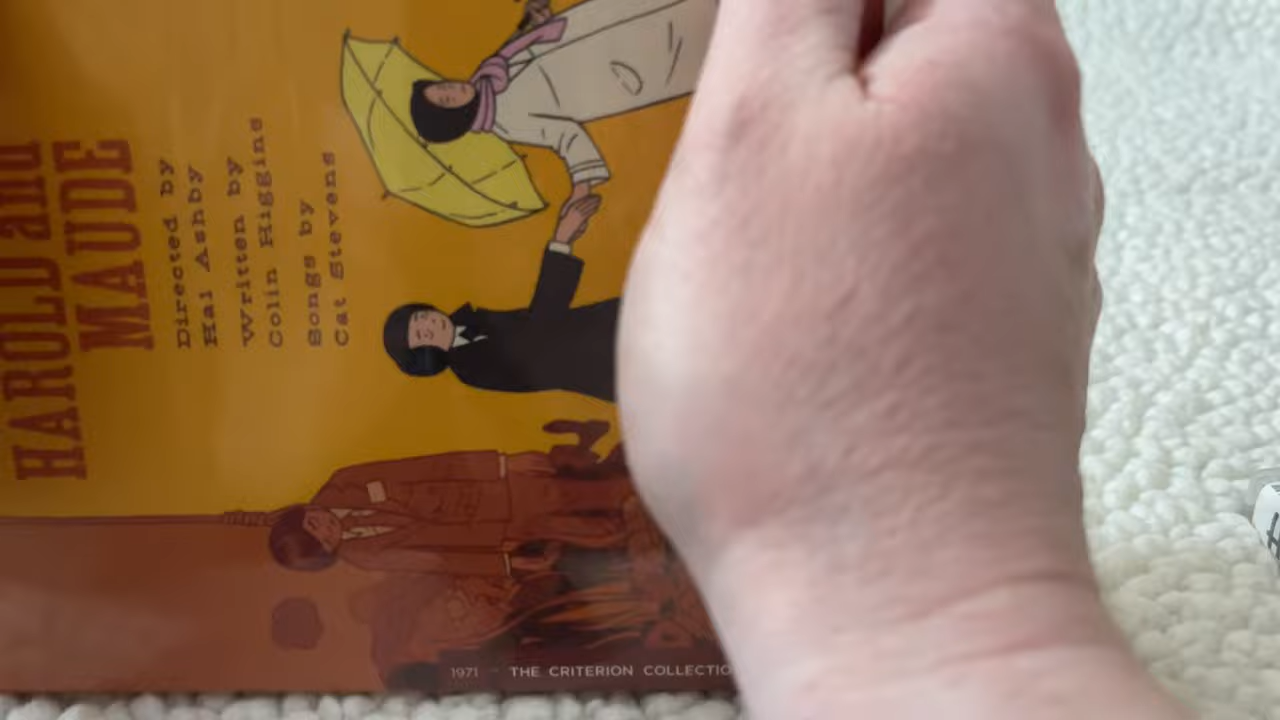 HAROLD and
MAUDE
Directed by
Hal Ashby
Written by
Colin Higgins
Songs by
Cat Stevens
1971
THE CRITERION COLLECTIO